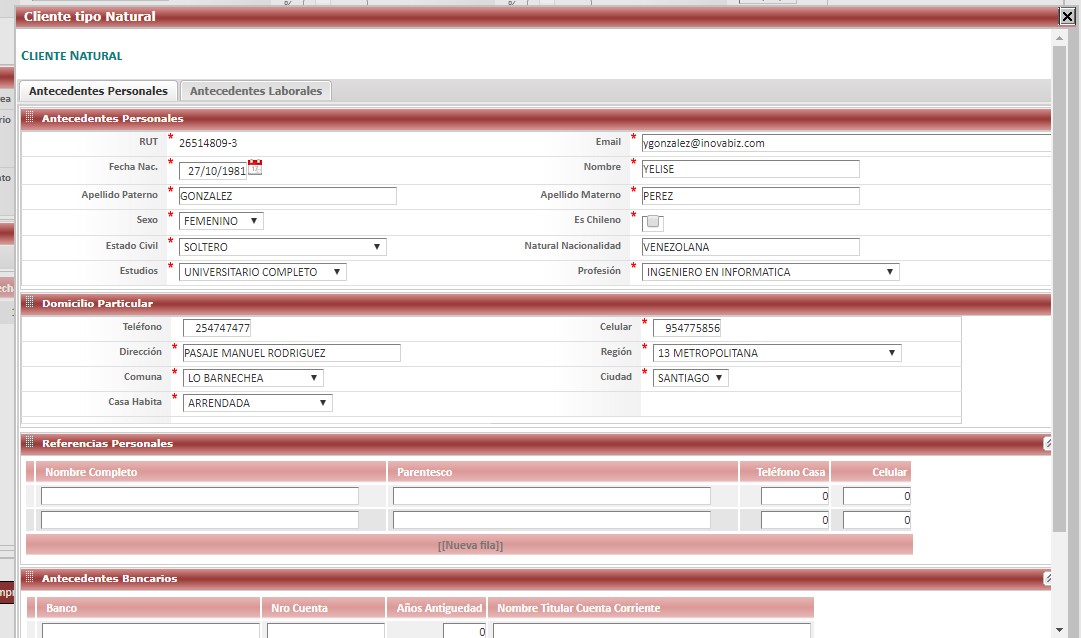 Cliente tipo Natural
CLIENTE NATURAL
Antecedentes Personales Antecedentes Laborales
Antecedentes Personales
RUT * 26514809-3 Email * ygonzalez@inovabiz.com
Fecha Nac. * 27/10/1981 Nombre * YELISE
Apellido Paterno * GONZALEZ Apellido Materno * PEREZ
Sexo * FEMENINO Es Chileno *
Estado Civil * SOLTERO Natural Nacionalidad VENEZOLANA
Estudios * UNIVERSITARIO COMPLETO Profesión * INGENIERO EN INFORMATICA
Domicilio Particular
Teléfono 254747477 Celular * 954775856
Dirección * PASAJE MANUEL RODRIGUEZ Región * 13 METROPOLITANA
Comuna * LO BARNECHEA Ciudad * SANTIAGO
Casa Habita * ARRENDADA
Referencias Personales
Nombre Completo Parentesco Teléfono Casa Celular
0 0
0 0
[[Nueva fila]]
Antecedentes Bancarios
Banco Nro Cuenta Años Antiguedad Nombre Titular Cuenta Corriente
0